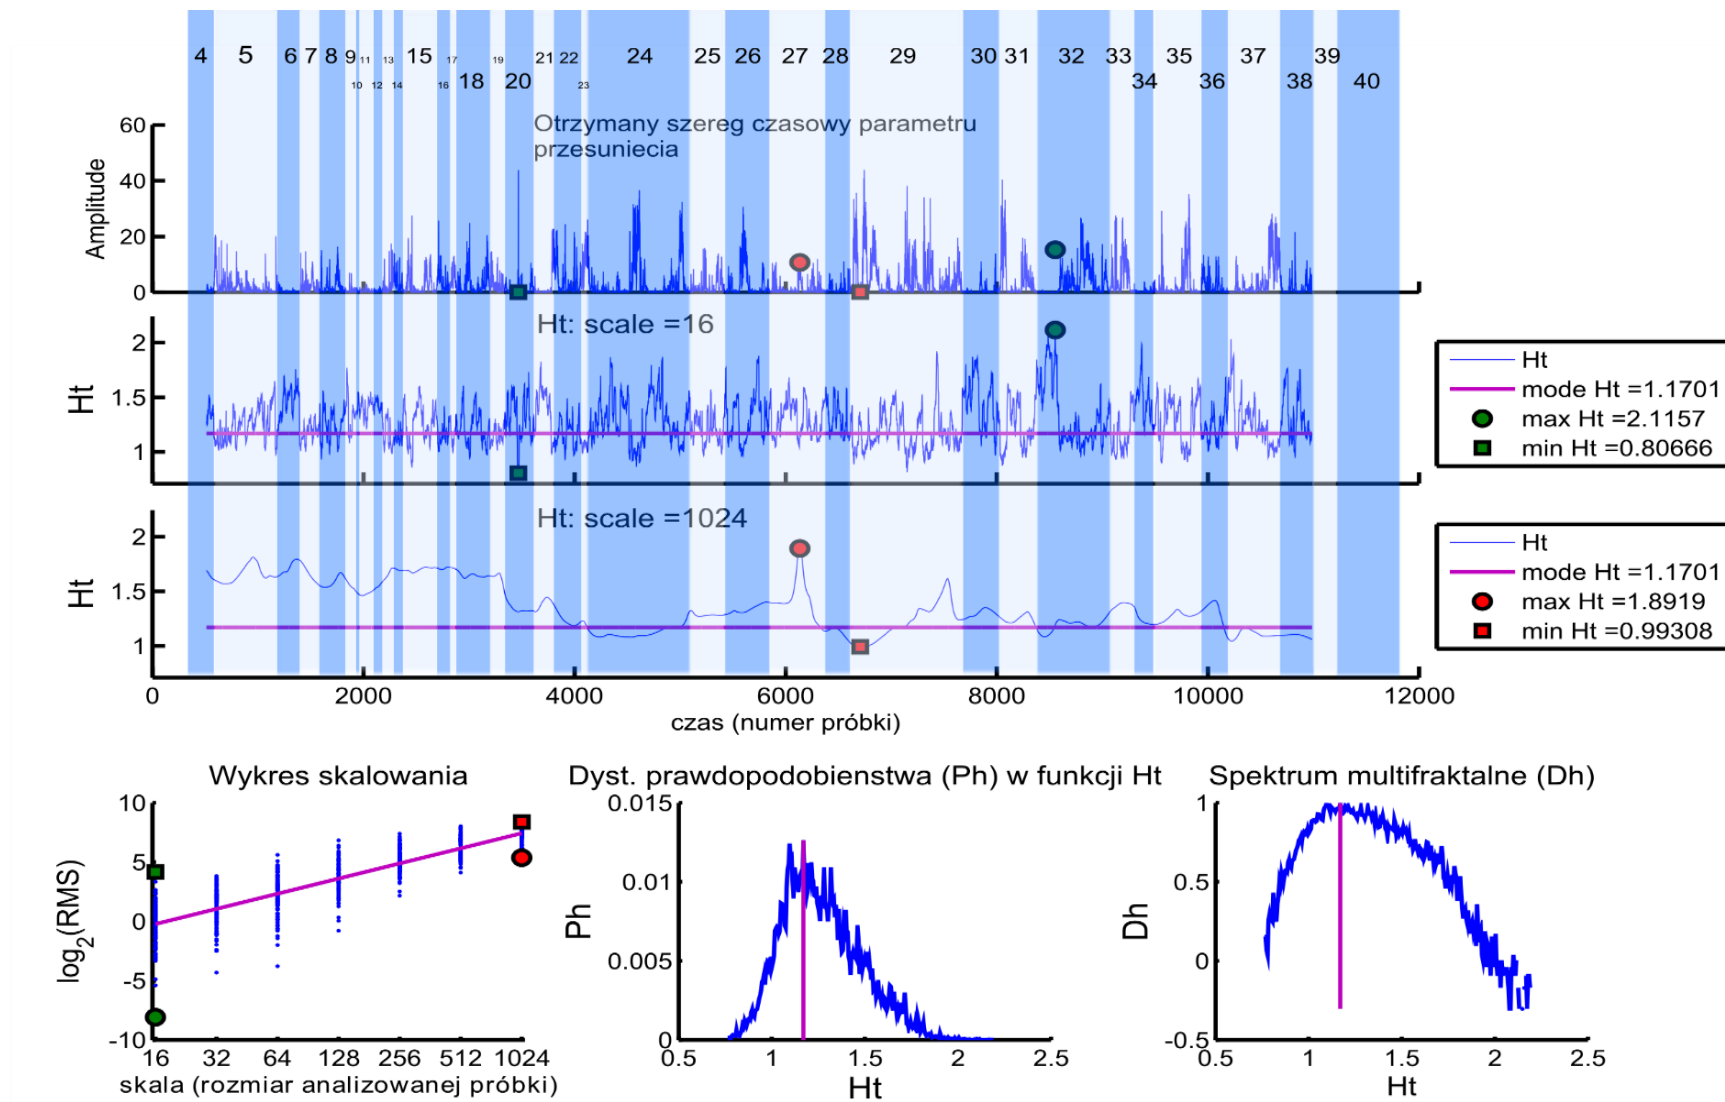 4 5 6 7 8 9 11 13 15 17 19 21 22 24 25 26 27 28 29 30 31 32 33 35 37 39
10 12 14 16 18 20 23 34 36 38 40
Otrzymany szereg czasowy parametru
przesuniecia
60
40
20
0
Amplitude
Ht: scale =16
2
1.5
1
Ht
Ht
mode Ht =1.1701
max Ht =2.1157
min Ht =0.80666
Ht: scale =1024
2
1.5
1
Ht
Ht
mode Ht =1.1701
max Ht =1.8919
min Ht =0.99308
0 2000 4000 6000 8000 10000 12000
czas (numer próbki)
Wykres skalowania
10
5
0
-5
-10
log2(RMS)
16 32 64 128 256 512 1024
skala (rozmiar analizowanej próbki)
Dyst. prawdopodobienstwa (Ph) w funkcji Ht
0.015
0.01
0.005
0
Ph
0.5 1 1.5 2 2.5
Ht
Spektrum multifraktalne (Dh)
1
0.5
0
-0.5
Dh
0.5 1 1.5 2 2.5
Ht